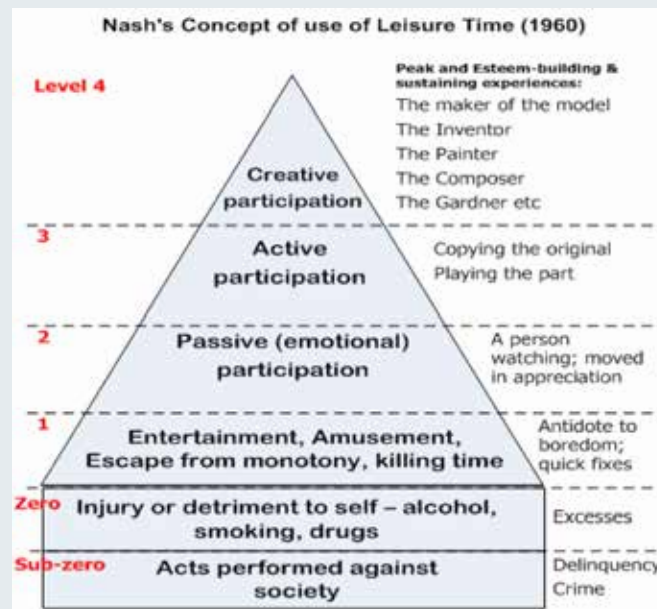 Nash's Concept of use of Leisure Time (1960)
Level 4
Creative
participation
Peak and Esteem-building &
sustaining experiences:
The maker of the model
The Inventor
The Painter
The Composer
The Gardner etc
3
Active
participation
Copying the original
Playing the part
2
Passive (emotional)
participation
A person
watching; moved
in appreciation
1
Entertainment, Amusement,
Escape from monotony, killing time
Antidote to
boredom;
quick fixes
Zero
Injury or detriment to self – alcohol,
smoking, drugs
Excesses
Sub-zero
Acts performed against
society
Delinquency
Crime